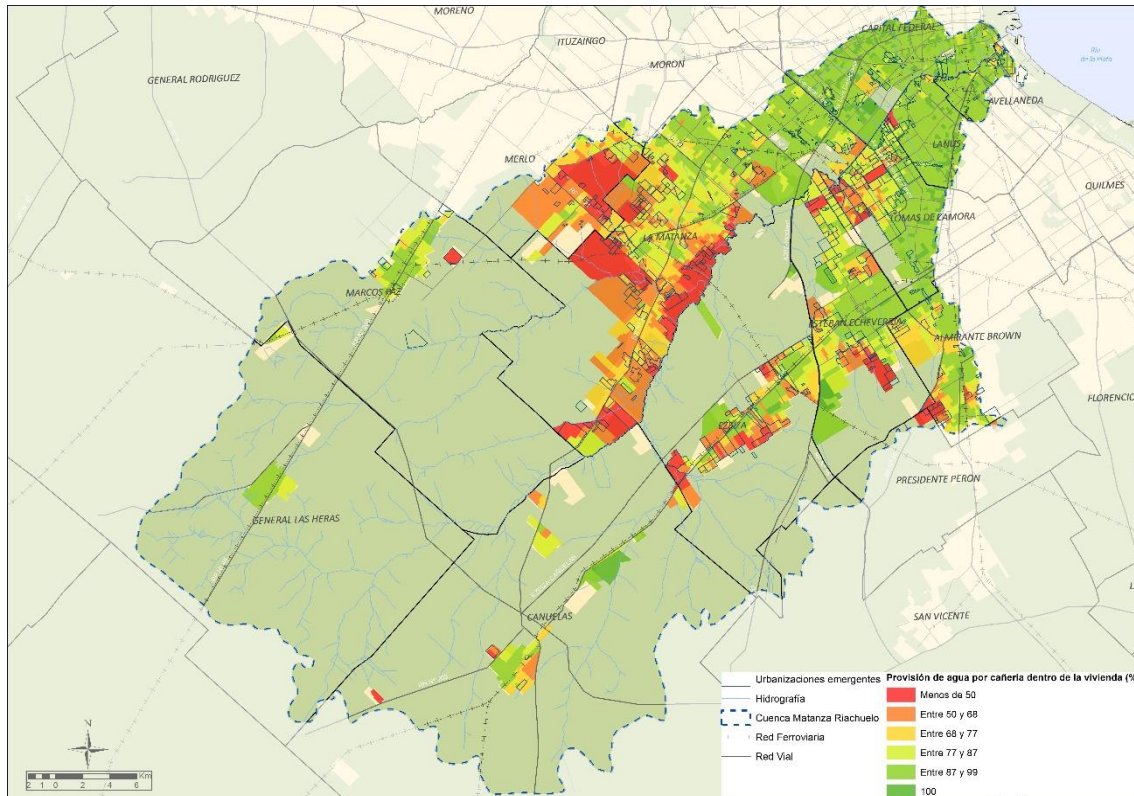 MORENO
CAPITAL FEDERAL
ITUZAINGO
Río
de la Plata
MORON
GENERAL RODRIGUEZ
AVELLANEDA
LANUS
MERLO
QUILMES
LOMAS DE ZAMORA
LA MATANZA
MARCOS PAZ
ESTEBAN ECHEVERRIA
ALMIRANTE BROWN
FLORENCIO
EZEIZA
PRESIDENTE PERON
GENERAL LAS HERAS
CAÑUELAS
SAN VICENTE
L
Urbanizaciones emergentes
Hidrografía
Cuenca Matanza Riachuelo
Red Ferroviaria
Red Vial
Provisión de agua por cañería dentro de la vivienda (%
Menos de 50
Entre 50 y 68
Entre 68 y 77
Entre 77 y 87
Entre 87 y 99
100
N
2 1 0 2 4 6 Km